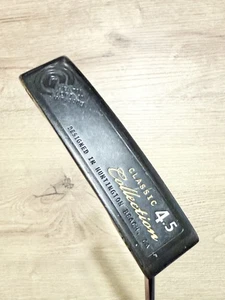 CLASSIC 4.5
Collection
DESIGNED IN HUNTINGTON BEACH,